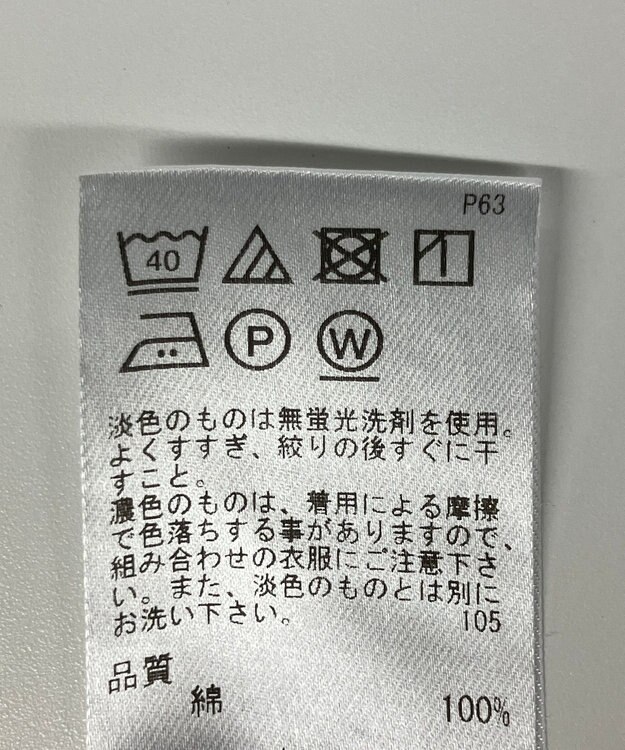 P63
40
P
W
淡色のものは無蛍光洗剤を使用。
よくすすぎ、絞りの後すぐに干
すこと。
濃色のものは、着用による摩擦
で色落ちする事がありますので、
組み合わせの衣服にご注意下さ
い。また、淡色のものとは別に
お洗い下さい。 105
品質
綿 100%